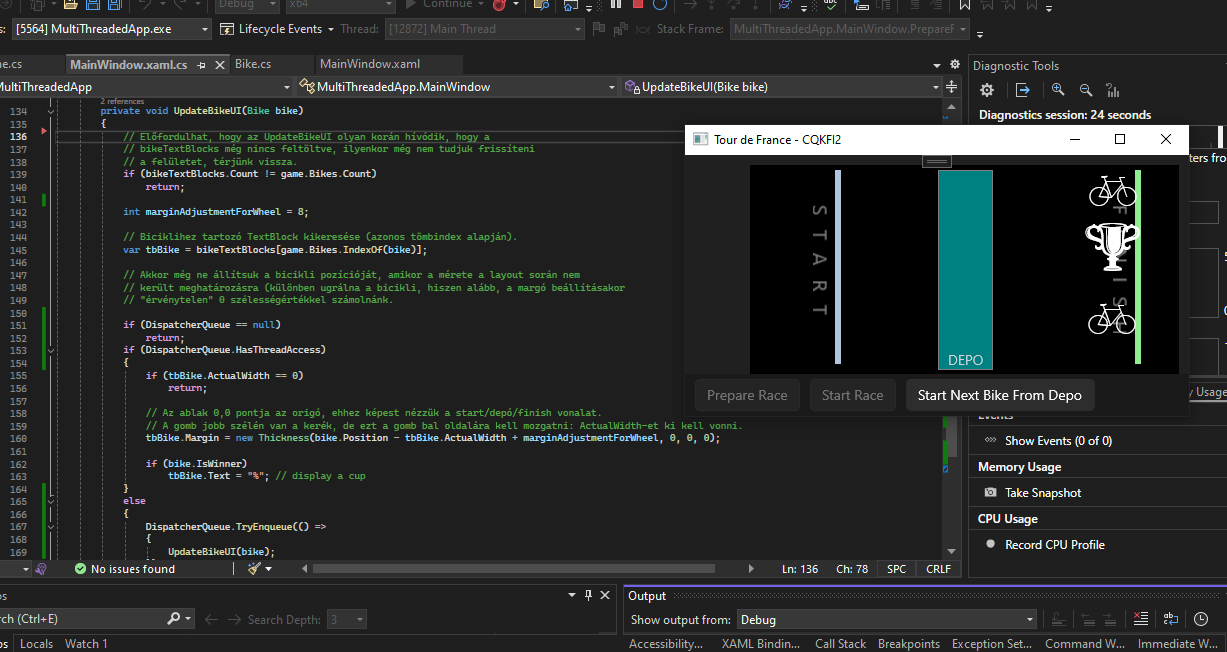 Debug
x64
Continue
s: [5564] MultiThreadedApp.exe
Lifecycle Events
Thread: [12872] Main Thread
Stack Frame: MultiThreadedApp.MainWindow.PrepareF
ne.cs
MainWindow.xaml.cs
Bike.cs
MainWindow.xaml
MultiThreadedApp
MultiThreadedApp.MainWindow
UpdateBikeUI(Bike bike)
2 references
134 private void UpdateBikeUI(Bike bike)
135 {
136 // Előfordulhat, hogy az UpdateBikeUI olyan korán hívódik, hogy a
137 // bikeTextBlocks még nincs feltöltve, ilyenkor még nem tudjuk frissíteni
138 // a felületet, térjünk vissza.
139 if (bikeTextBlocks.Count != game.Bikes.Count)
140 return;
141
142 int marginAdjustmentForWheel = 8;
143
144 // Biciklihez tartozó TextBlock kikeresése (azonos tömbindex alapján).
145 var tbBike = bikeTextBlocks[game.Bikes.IndexOf(bike)];
146
147 // Akkor még ne állítsuk a bicikli pozícióját, amikor a mérete a layout során nem
148 // került meghatározásra (különben ugrálna a bicikli, hiszen alább, a margó beállításakor
149 // "érvénytelen" 0 szélességértékkel számolnánk.
150
151 if (DispatcherQueue == null)
152 return;
153 if (DispatcherQueue.HasThreadAccess)
154 {
155 if (tbBike.ActualWidth == 0)
156 return;
157
158 // Az ablak 0,0 pontja az origó, ehhez képest nézzük a start/depó/finish vonalat.
159 // A gomb jobb szélén van a kerék, de ezt a gomb bal oldalára kell mozgatni: ActualWidth-et ki kell vonni.
160 tbBike.Margin = new Thickness(bike.Position - tbBike.ActualWidth + marginAdjustmentForWheel, 0, 0, 0);
161
162 if (bike.IsWinner)
163 tbBike.Text = "%"; // display a cup
164 }
165 else
166 {
167 DispatcherQueue.TryEnqueue(() =>
168 {
169 UpdateBikeUI(bike);
No issues found
Ln: 136
Ch: 78
SPC
CRLF
Tour de France - CQKFI2
START
DEPO
Prepare Race
Start Race
Start Next Bike From Depo
Diagnostic Tools
Diagnostics session: 24 seconds
ters fro
y Usage
Events
Show Events (0 of 0)
Memory Usage
Take Snapshot
CPU Usage
Record CPU Profile
os
rch (Ctrl+E)
Search Depth: 3
os
Locals
Watch 1
Output
Show output from: Debug
Accessibility...
XAML Bindin...
Call Stack
Breakpoints
Exception Set...
Command W...
Immediate W...